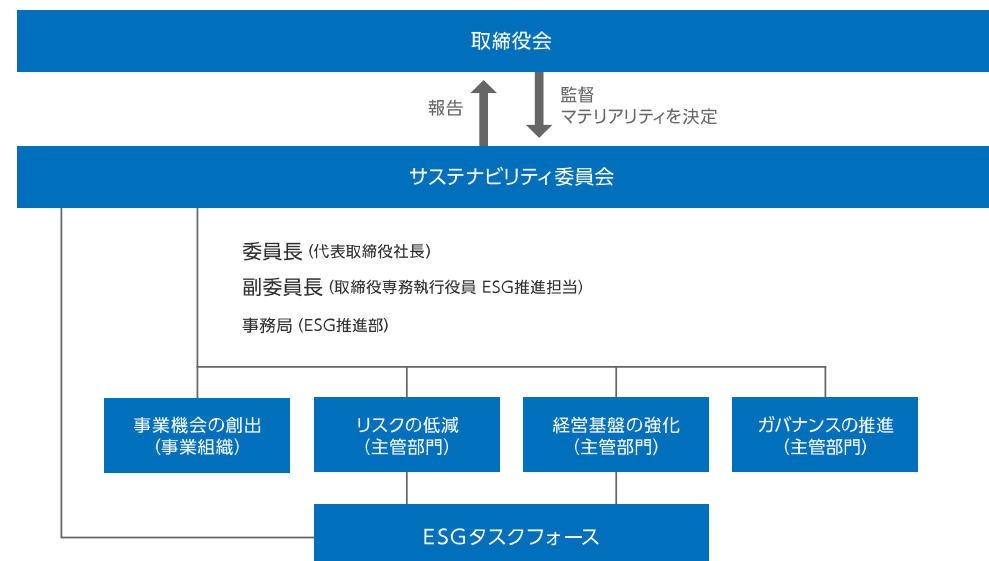 取締役会
報告
監督
マテリアリティを決定
サステナビリティ委員会
委員長 (代表取締役社長)
副委員長 (取締役専務執行役員 ESG推進担当)
事務局 (ESG推進部)
事業機会の創出
(事業組織)
リスクの低減
(主管部門)
経営基盤の強化
(主管部門)
ガバナンスの推進
(主管部門)
ESGタスクフォース